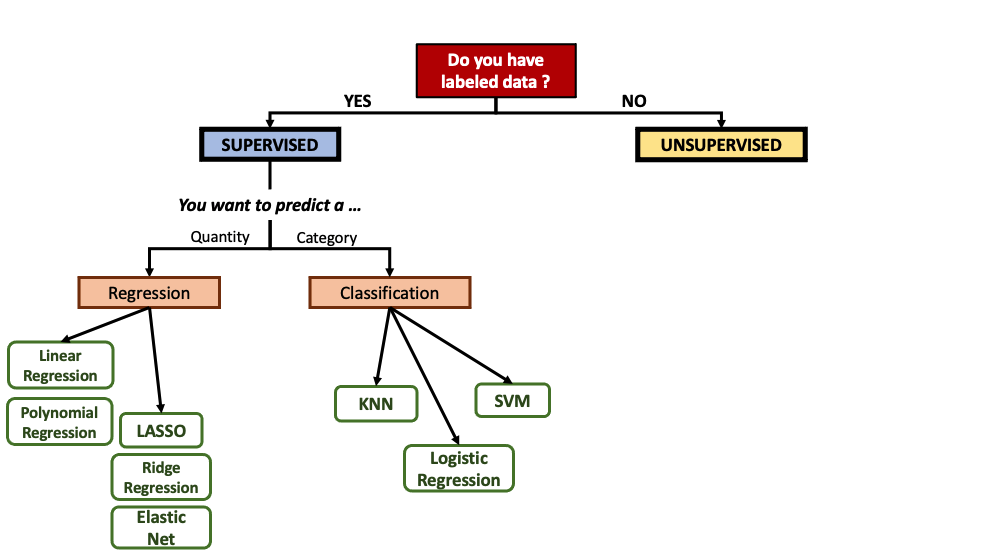 Do you have
labeled data ?
YES
NO
SUPERVISED
UNSUPERVISED
You want to predict a ...
Quantity
Category
Regression
Classification
Linear
Regression
Polynomial
Regression
LASSO
Ridge
Regression
Elastic
Net
KNN
SVM
Logistic
Regression